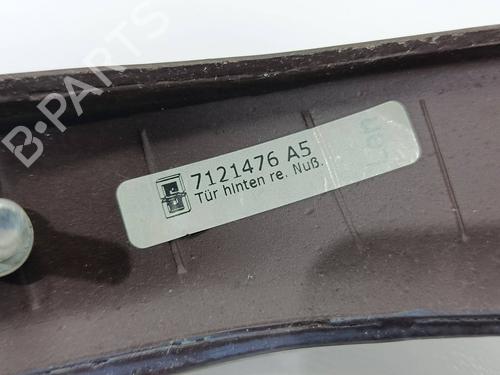 B-PARTS
7121476 A5
Tür hinten re. Nuß.